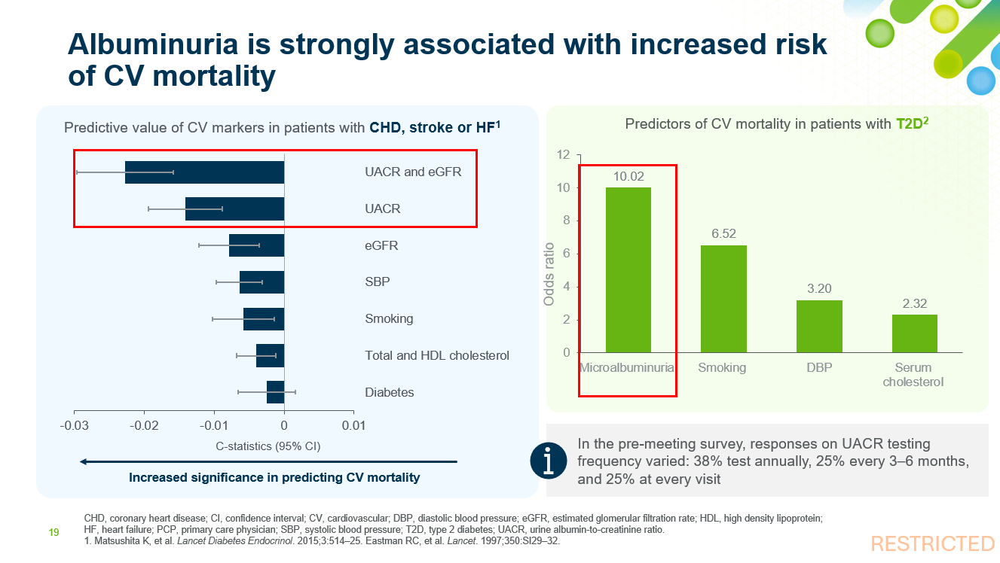 Albuminuria is strongly associated with increased risk
of CV mortality
Predictive value of CV markers in patients with CHD, stroke or HF¹
UACR and eGFR
UACR
eGFR
SBP
Smoking
Total and HDL cholesterol
Diabetes
-0.03 -0.02 -0.01 0 0.01
C-statistics (95% CI)
Increased significance in predicting CV mortality
Predictors of CV mortality in patients with T2D²
Odds ratio
12
10
8
6
4
2
0
10.02
6.52
3.20
2.32
Microalbuminuria Smoking DBP Serum
cholesterol
i
In the pre-meeting survey, responses on UACR testing
frequency varied: 38% test annually, 25% every 3–6 months,
and 25% at every visit
CHD, coronary heart disease; CI, confidence interval; CV, cardiovascular; DBP, diastolic blood pressure; eGFR, estimated glomerular filtration rate; HDL, high density lipoprotein;
HF, heart failure; PCP, primary care physician; SBP, systolic blood pressure; T2D, type 2 diabetes; UACR, urine albumin-to-creatinine ratio.
1. Matsushita K, et al. Lancet Diabetes Endocrinol. 2015;3:514–25. Eastman RC, et al. Lancet. 1997;350:SI29–32.
19
RESTRICTED